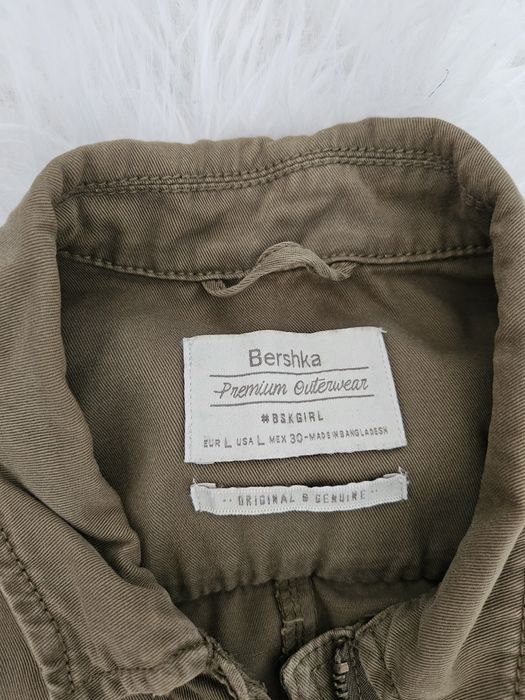 Bershka
Premium Outerwear
#BSKGIRL
EUR L USA L MEX 30-MADE IN BANGLADESH
·· ORIGINAL & GENUINE ··